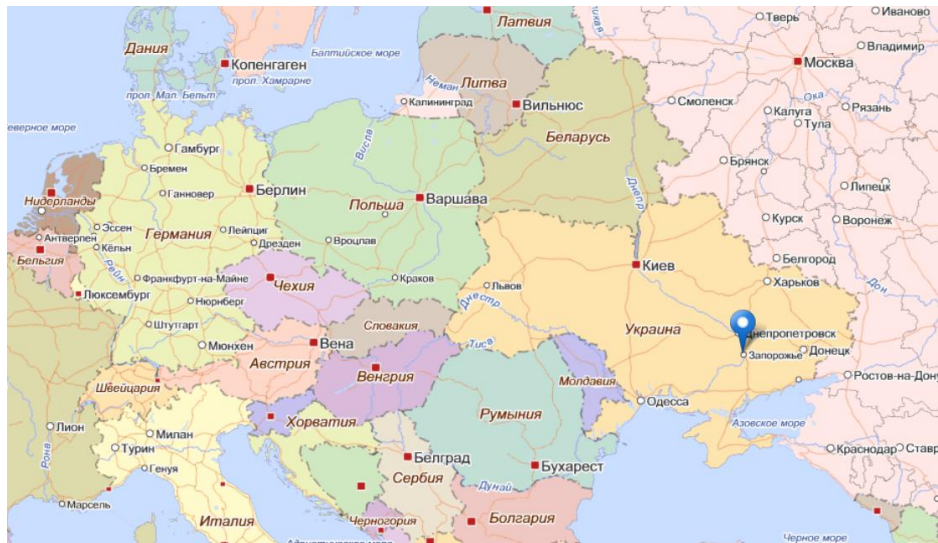 Латвия
Тверь
Иваново
Дания
Балтийское море
Копенгаген
Владимир
Москва
прол. Хамрарне
Неман
Литва
прол. Мал. Бельт.
Калининград
Вильнюс
Смоленск
Ока
Калуга
Рязань
Тула
еверное море
Висла
Беларусь
Гамбург
Бремен
Брянск
Ганновер
Берлин
Варшава
Днепр
Липецк
Нидерланды
Польша
Эссен
Лейпциг
Курск
Воронеж
Антверпен
Германия
Кёльн
Дрезден
Вроцлав
Бельгия
Киев
Белгород
Рейн
Франкфурт-на-Майне
Чехия
Краков
Львов
Харьков
Дон
Люксембург
Нюрнберг
Днестр
Штутгарт
Словакия
Украина
Днепропетровск
Мюнхен
Вена
Тиса
Запорожье
Донецк
Австрия
Швейцария
Венгрия
Молдавия
Ростов-на-Дону
Одесса
Хорватия
Румыния
Азовское море
Лион
Милан
Рона
Турин
Белград
Краснодар
Ставр
Генуя
Сербия
Бухарест
Дунай
Марсель
Италия
Черногория
Болгария
Адриатическое море
Черное море